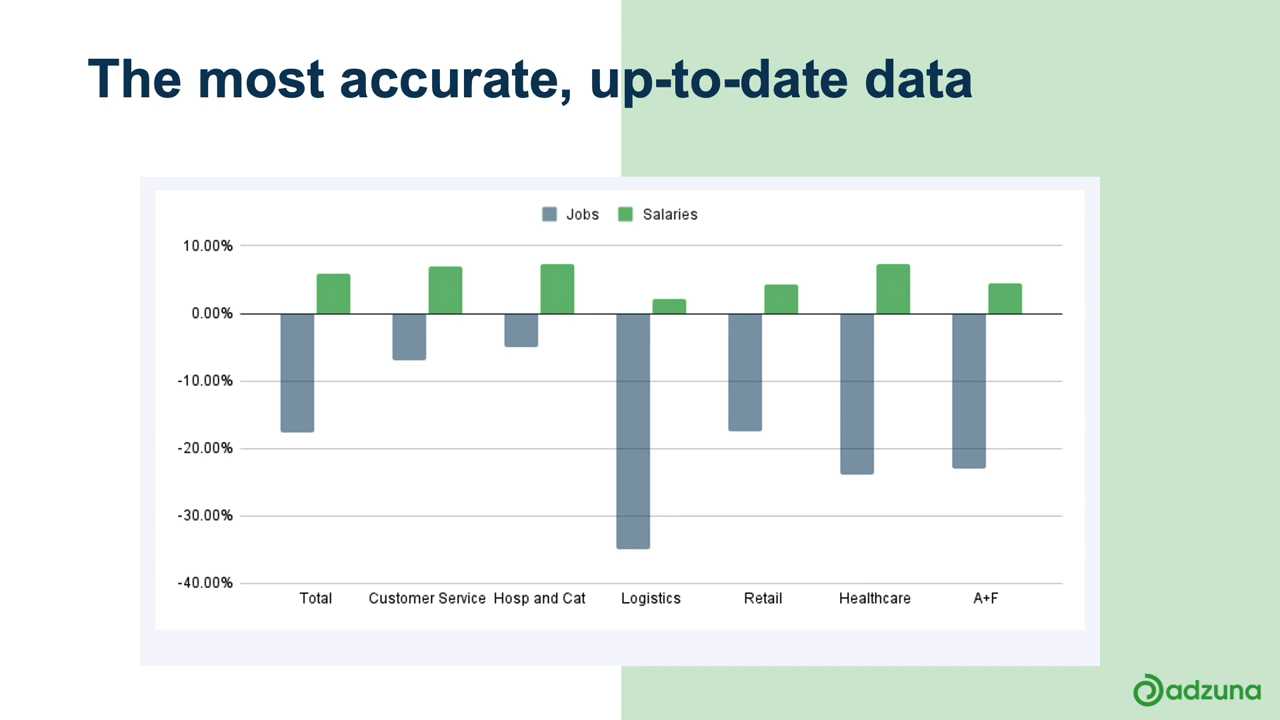 The most accurate, up-to-date data
Jobs Salaries
10.00%
0.00%
-10.00%
-20.00%
-30.00%
-40.00%
Total Customer Service Hosp and Cat Logistics Retail Healthcare A+F
adzuna